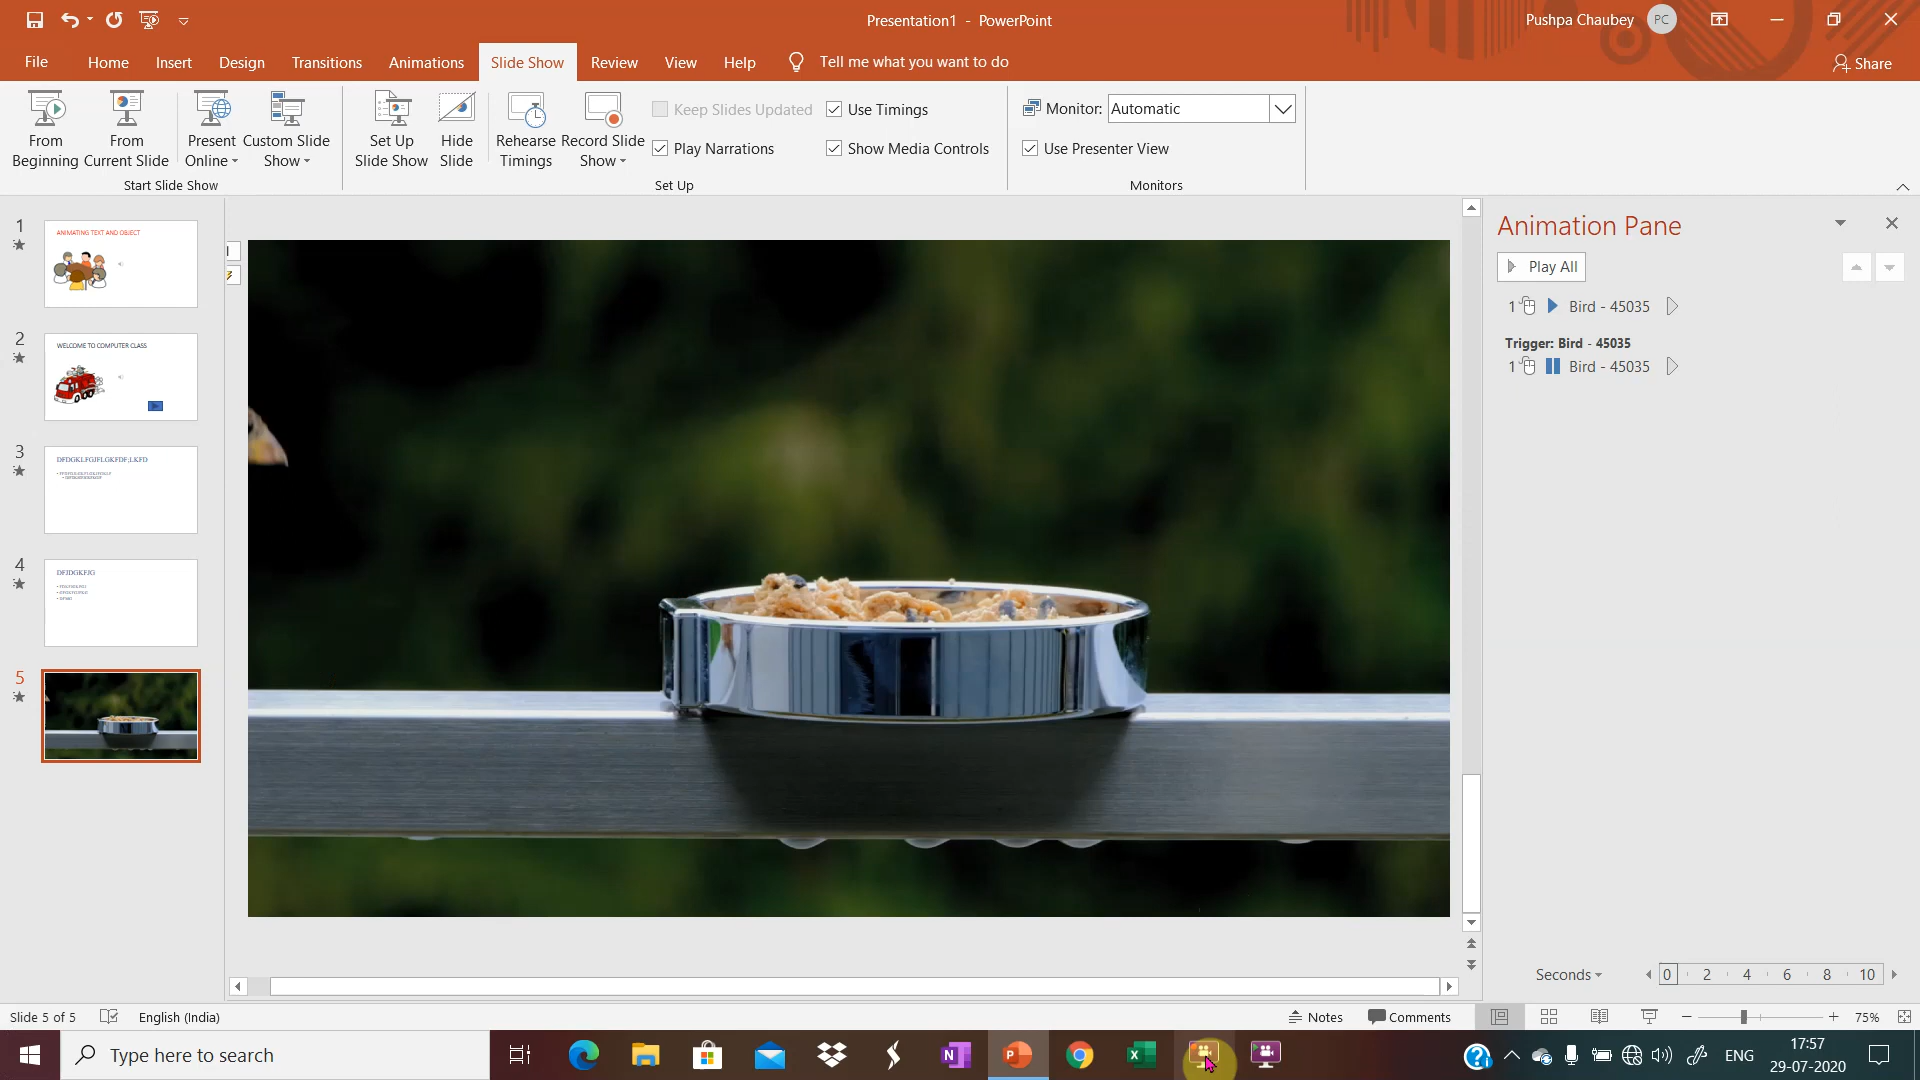 Presentation1 - PowerPoint
Pushpa Chaubey
PC
File
Home
Insert
Design
Transitions
Animations
Slide Show
Review
View
Help
Tell me what you want to do
Share
From Beginning
From Current Slide
Present Online
Custom Slide Show
Start Slide Show
Set Up Slide Show
Hide Slide
Rehearse Timings
Record Slide Show
Keep Slides Updated
Play Narrations
Use Timings
Show Media Controls
Set Up
Monitor: Automatic
Use Presenter View
Monitors
1
ANIMATING TEXT AND OBJECT
2
WELCOME TO COMPUTER CLASS
3
4
DFJDGKFJG
5
Animation Pane
Play All
1 Bird - 45035
Trigger: Bird - 45035
1 Bird - 45035
Seconds
0 2 4 6 8 10
Slide 5 of 5
English (India)
Notes
Comments
75%
Type here to search
ENG
17:57
29-07-2020